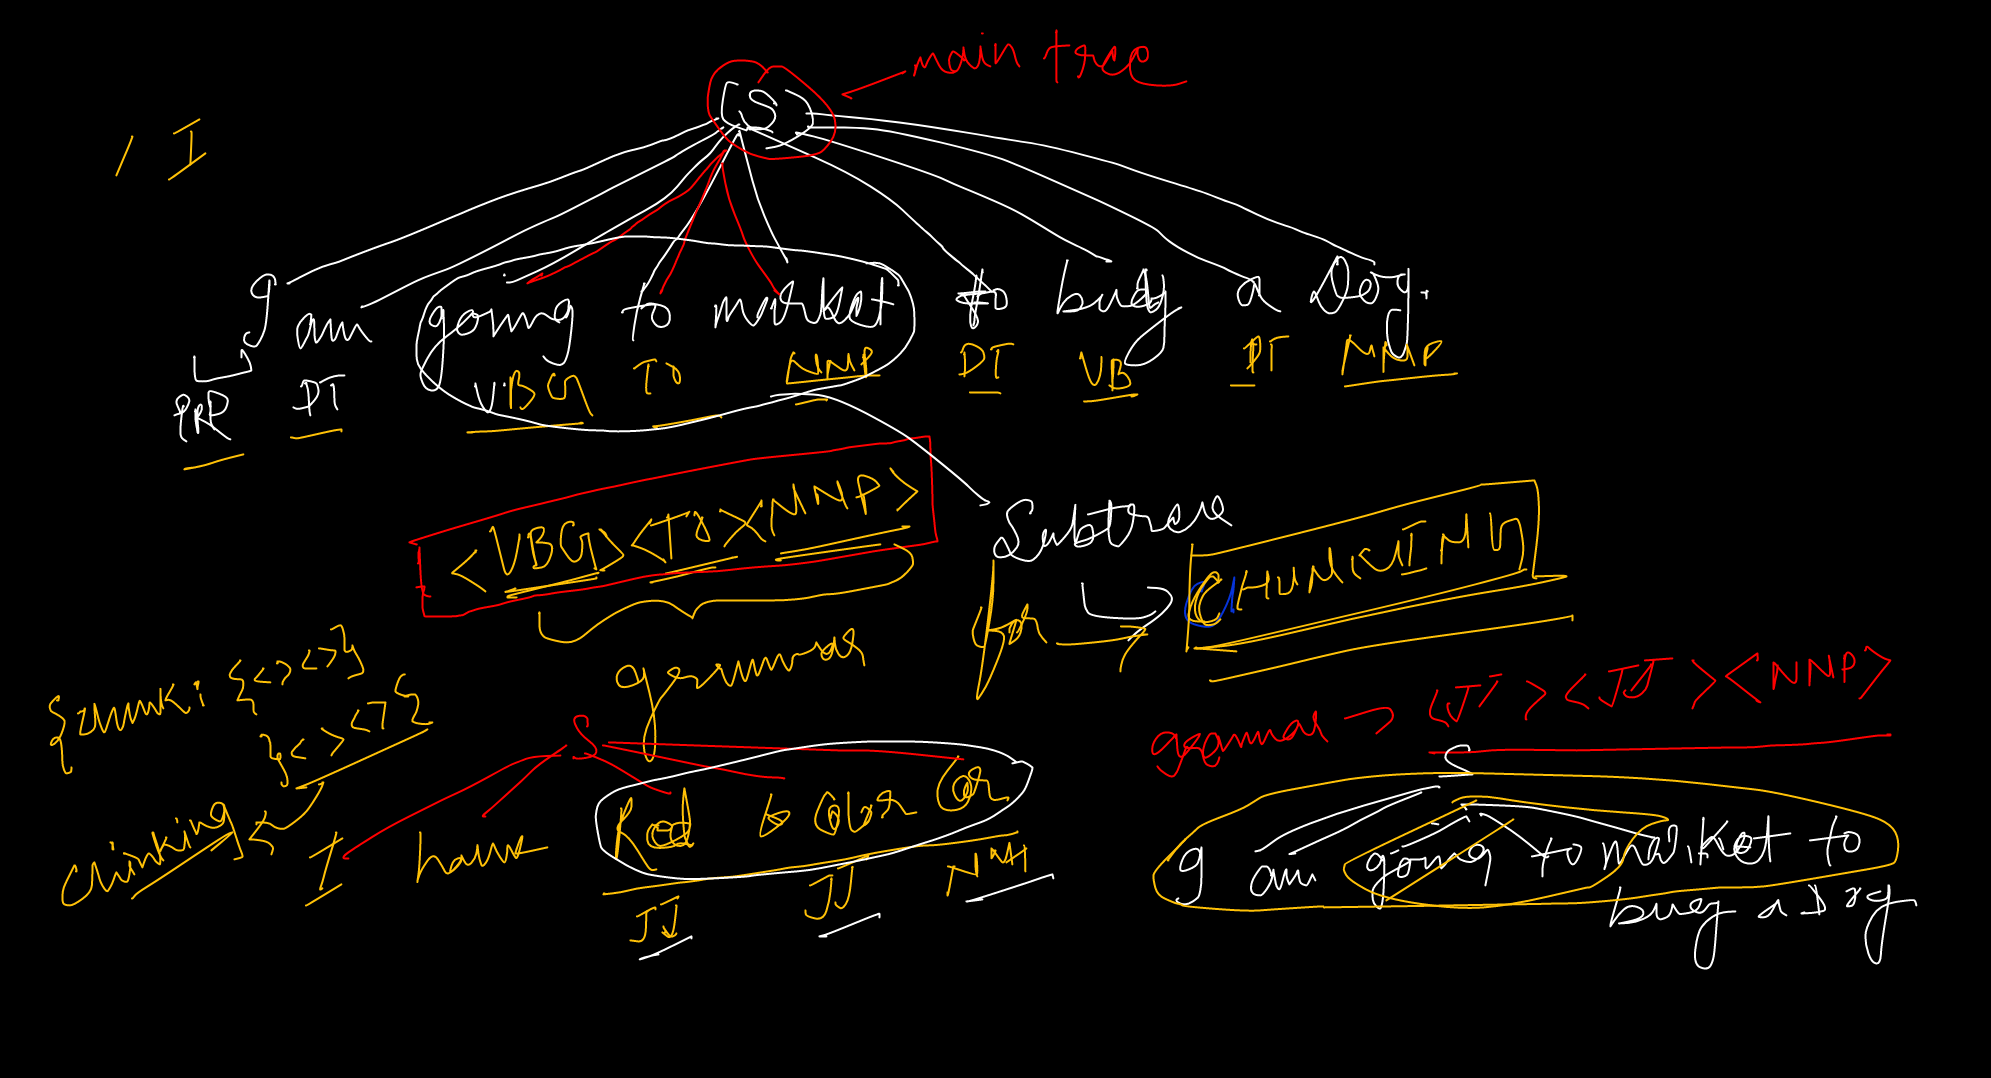 main tree
/ I
(S)
I am going to market to buy a Dog.
PRP DT VBG TO NNP DT VB DT NNP
<VBG><TO><NNP>
Subtree
for → CHUNKING
grammar
{chunk: {<><>}
}<><>{
chinking
grammar → <JJ><JJ><NNP>
S
I have Red color Car
JJ JJ
S
I am going to market to
buy a Dog